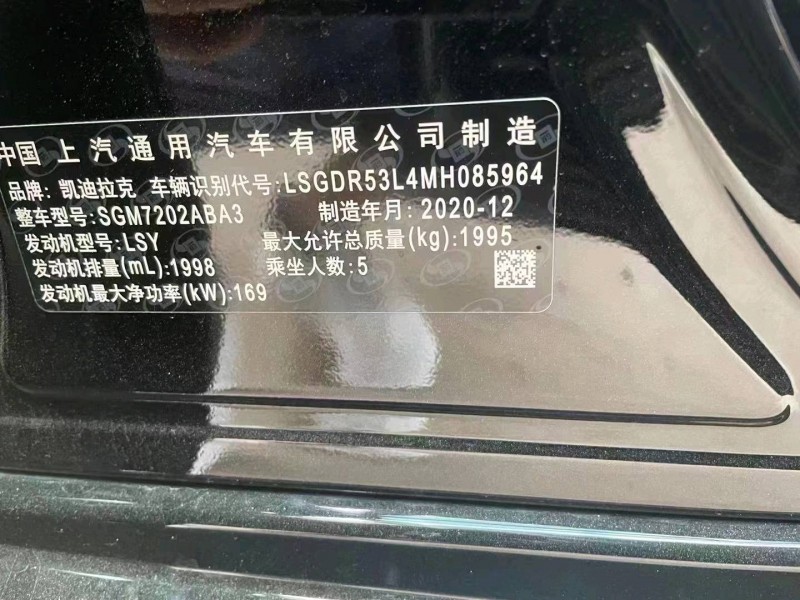 中国上汽通用汽车有限公司制造
品牌: 凯迪拉克 车辆识别代号:LSGDR53L4MH085964
整车型号:SGM7202ABA3 制造年月: 2020-12
发动机型号:LSY 最大允许总质量(kg):1995
发动机排量(mL):1998 乘坐人数:5
发动机最大净功率(kW):169